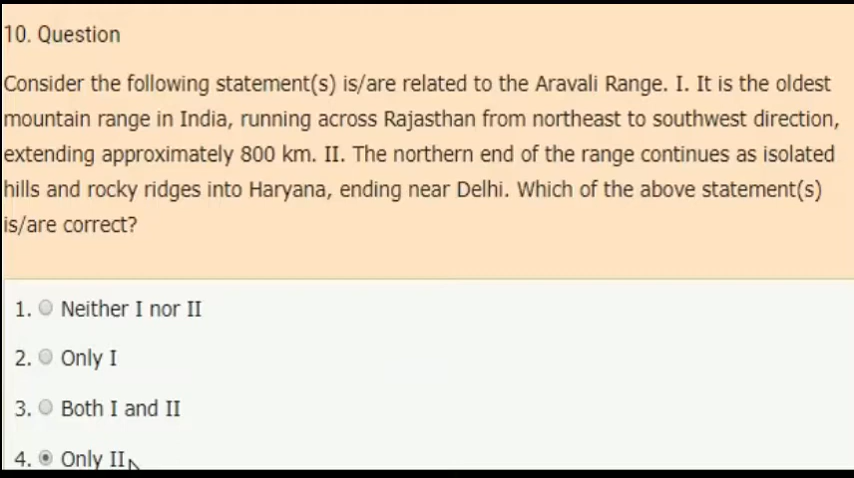 10. Question
Consider the following statement(s) is/are related to the Aravali Range. I. It is the oldest
mountain range in India, running across Rajasthan from northeast to southwest direction,
extending approximately 800 km. II. The northern end of the range continues as isolated
hills and rocky ridges into Haryana, ending near Delhi. Which of the above statement(s)
is/are correct?
1. Neither I nor II
2. Only I
3. Both I and II
4. Only II